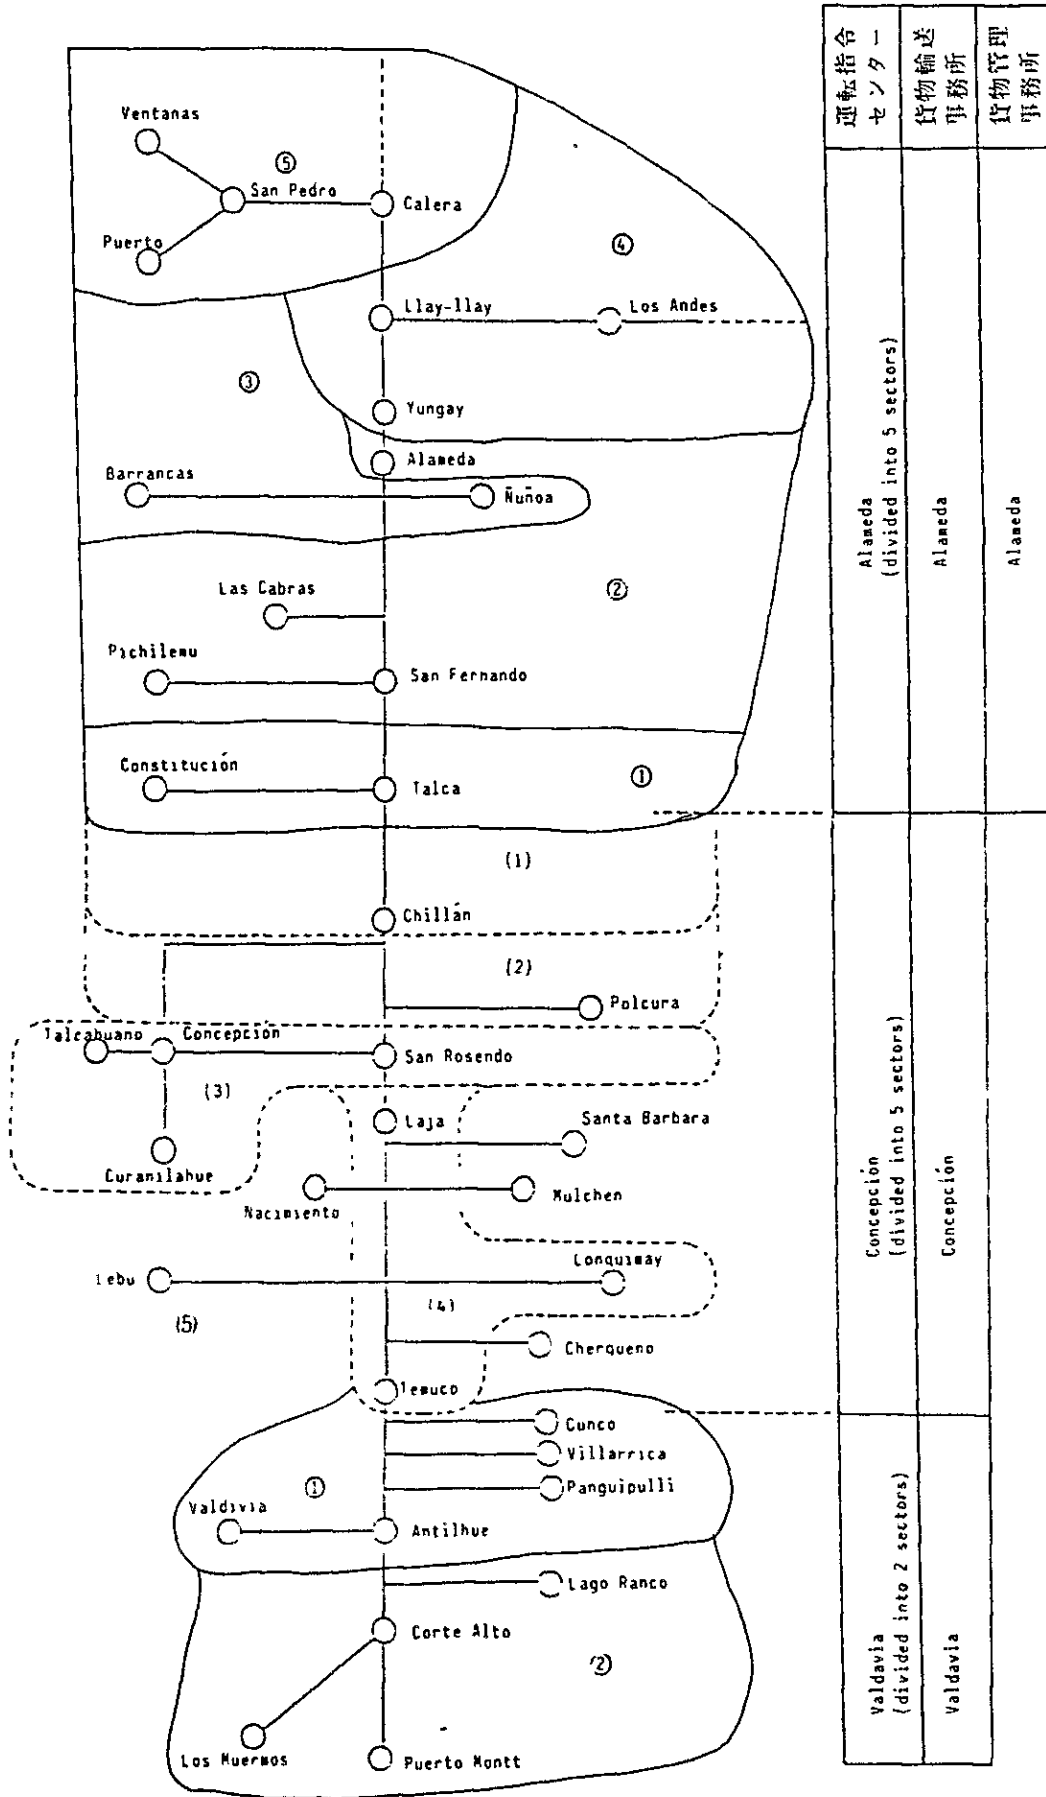 Ventanas
⑤
San Pedro
Calera
Puerto
④
Llay-llay
Los Andes
③
Yungay
Alameda
Barrancas
Ñuñoa
Las Cabras
②
Pichilemu
San Fernando
Constitución
①
Talca
(1)
Chillán
(2)
Polcura
Talcahuano
Concepción
San Rosendo
(3)
Laja
Santa Barbara
Curanilahue
Nacimiento
Mulchen
Lebu
Lonquimay
(4)
(5)
Cherqueno
Temuco
Cunco
Villarrica
①
Panguipulli
Valdivia
Antilhue
Lago Ranco
Corte Alto
②
Los Muermos
Puerto Montt
運転指令
センター
貨物輸送
事務所
貨物管理
事務所
Alameda
(divided into 5 sectors)
Alameda
Alameda
Concepción
(divided into 5 sectors)
Concepción
Valdavia
(divided into 2 sectors)
Valdavia